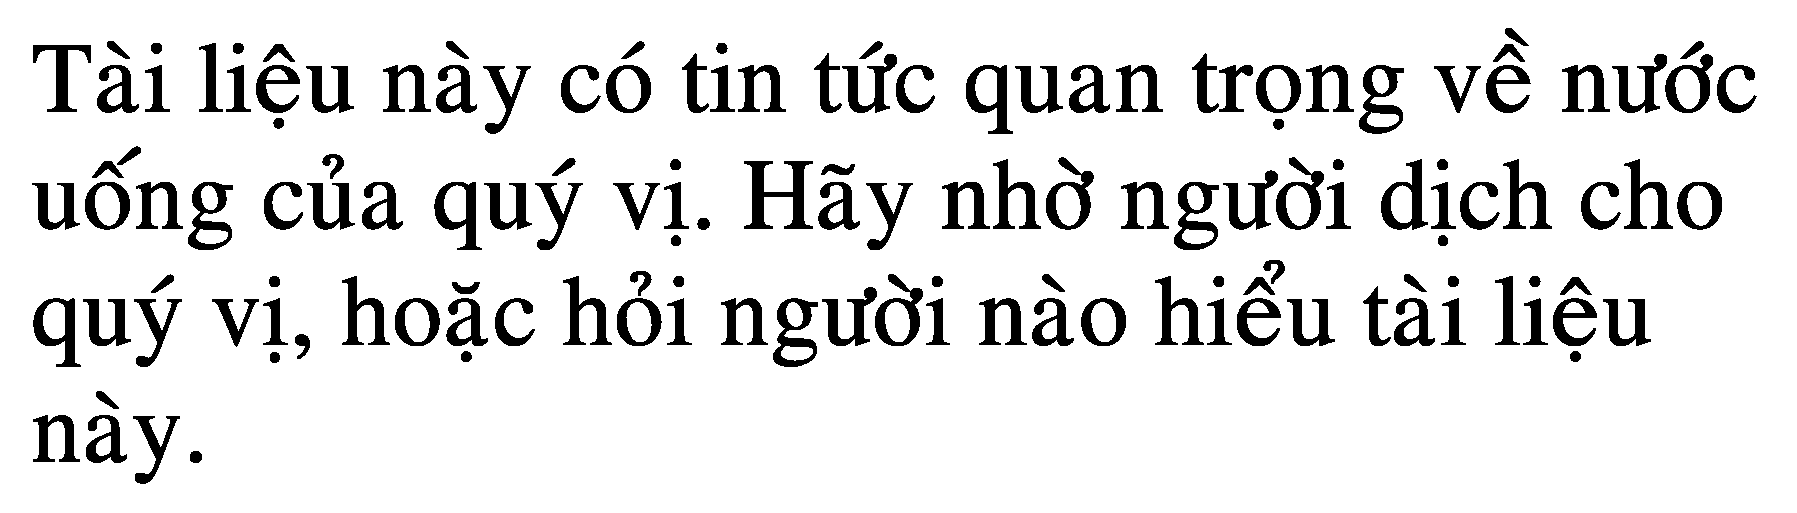 Tài liệu này có tin tức quan trọng về nước
uống của quý vị. Hãy nhờ người dịch cho
quý vị, hoặc hỏi người nào hiểu tài liệu
này.